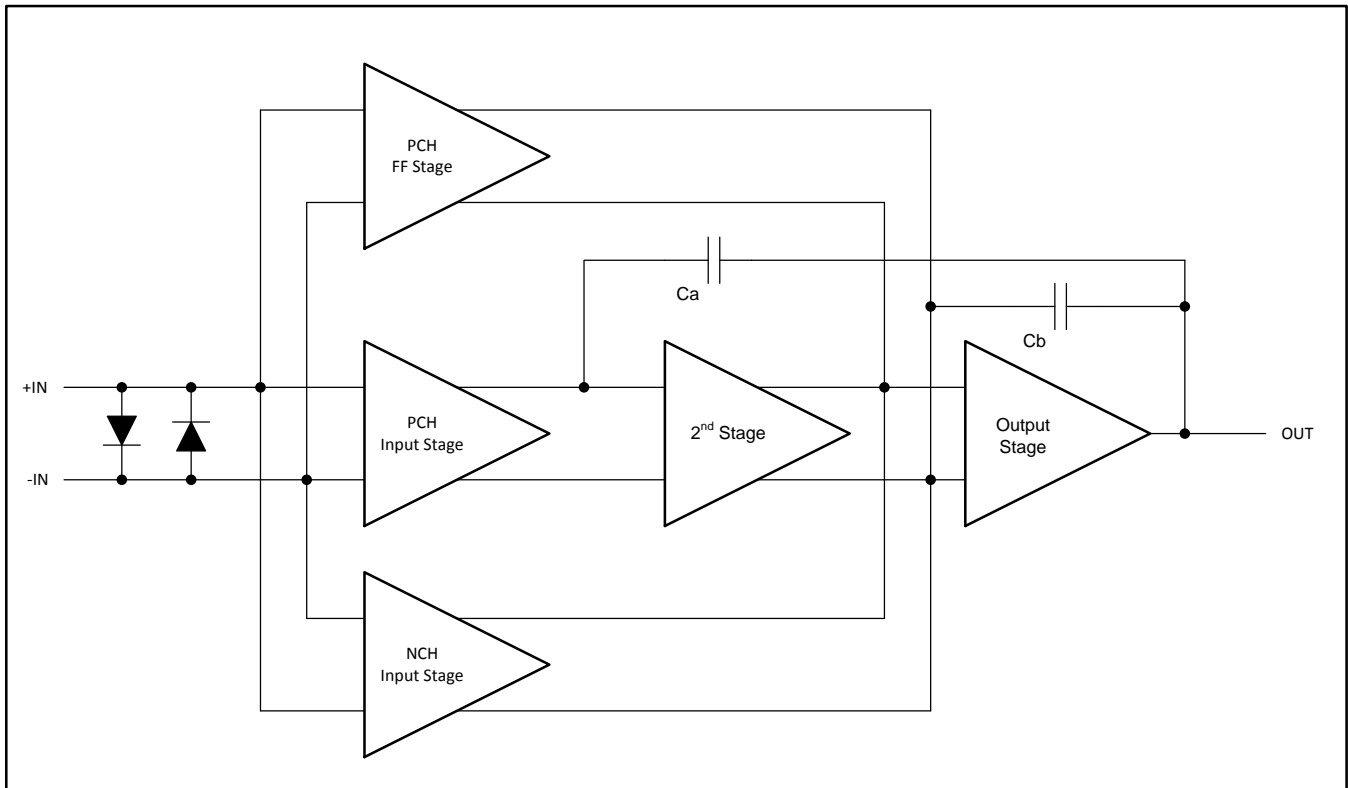 PCH
FF Stage
Ca
Cb
+IN
-IN
PCH
Input Stage
2nd Stage
Output
Stage
OUT
NCH
Input Stage